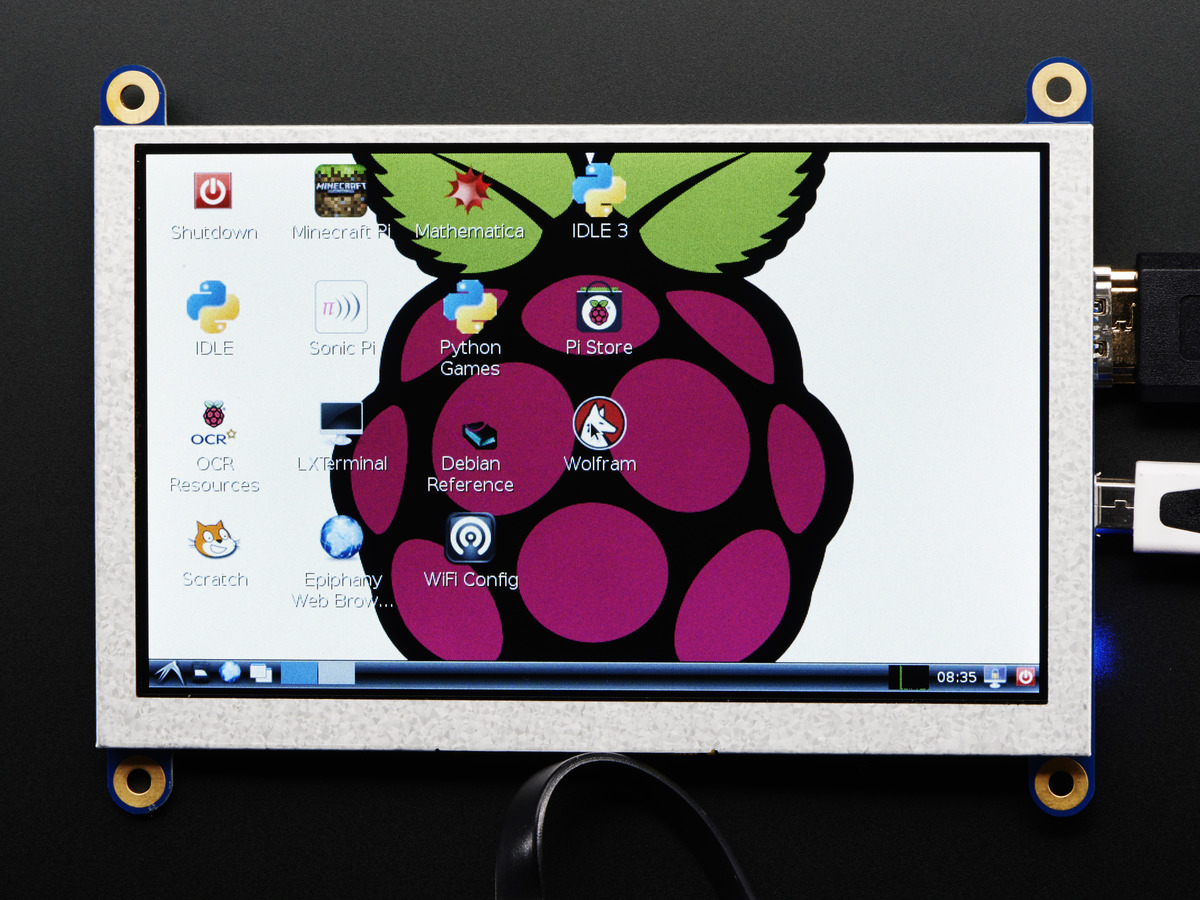 Shutdown
MINECRAFT
Minecraft Pi
Mathematica
IDLE 3
IDLE
π
Sonic Pi
Python
Games
Pi Store
OCR
OCR
Resources
LXTerminal
Debian
Reference
Wolfram
Scratch
Epiphany
Web Brow...
WiFi Config
08:35